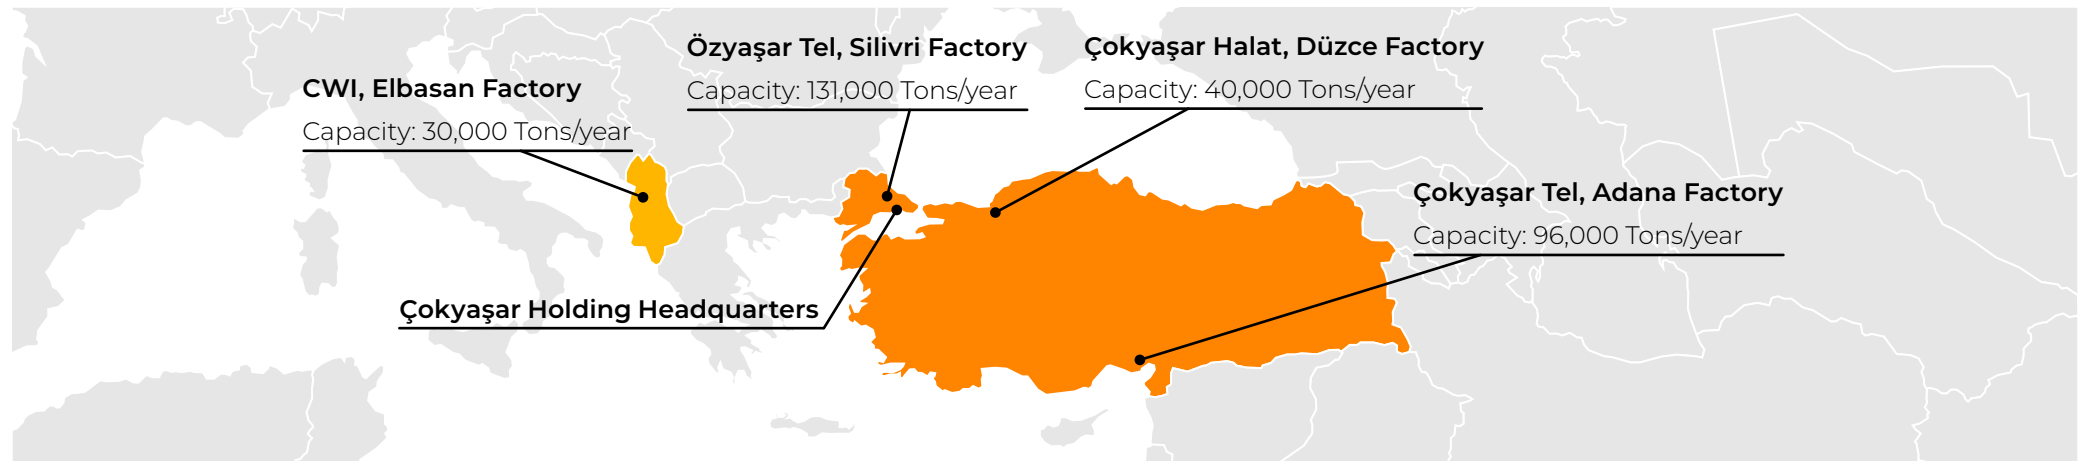 CWI, Elbasan Factory
Capacity: 30,000 Tons/year
Özyaşar Tel, Silivri Factory
Capacity: 131,000 Tons/year
Çokyaşar Halat, Düzce Factory
Capacity: 40,000 Tons/year
Çokyaşar Tel, Adana Factory
Capacity: 96,000 Tons/year
Çokyaşar Holding Headquarters